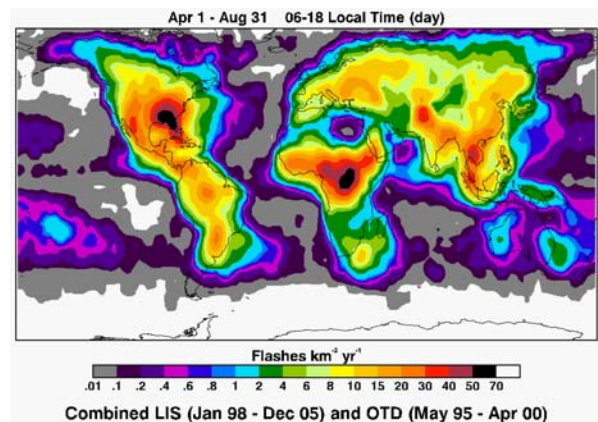 Apr 1 - Aug 31 06-18 Local Time (day)
Flashes km⁻² yr⁻¹
.01 .1 .2 .4 .6 .8 1 2 4 6 8 10 15 20 30 40 50 70
Combined LIS (Jan 98 - Dec 05) and OTD (May 95 - Apr 00)